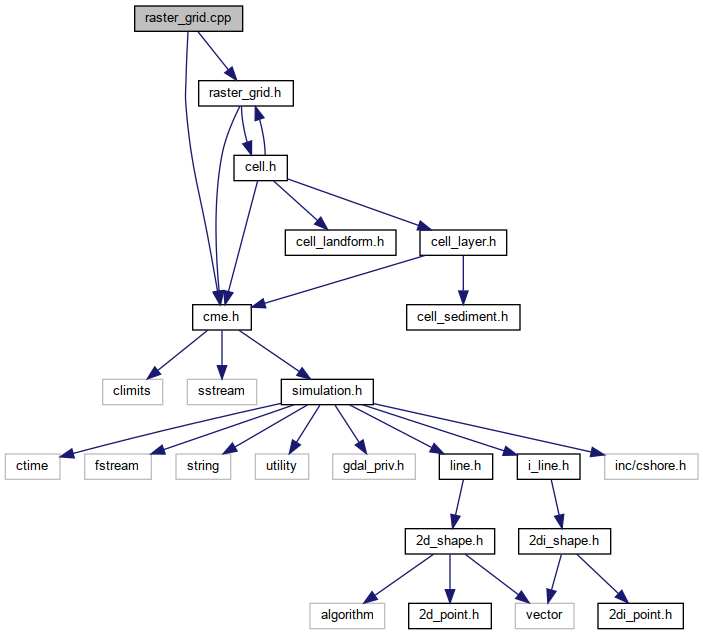 raster_grid.cpp
raster_grid.h
cell.h
cell_landform.h
cell_layer.h
cme.h
cell_sediment.h
climits
sstream
simulation.h
ctime
fstream
string
utility
gdal_priv.h
line.h
i_line.h
inc/cshore.h
2d_shape.h
2di_shape.h
algorithm
2d_point.h
vector
2di_point.h